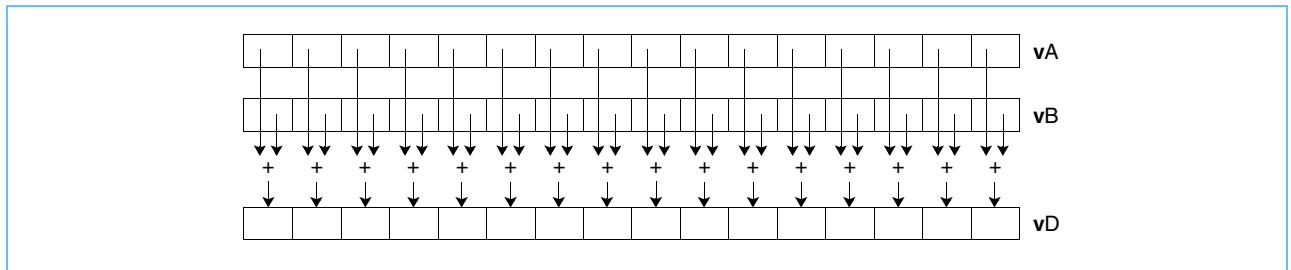 vA
vB
+ + + + + + + + + + + + + + + +
vD